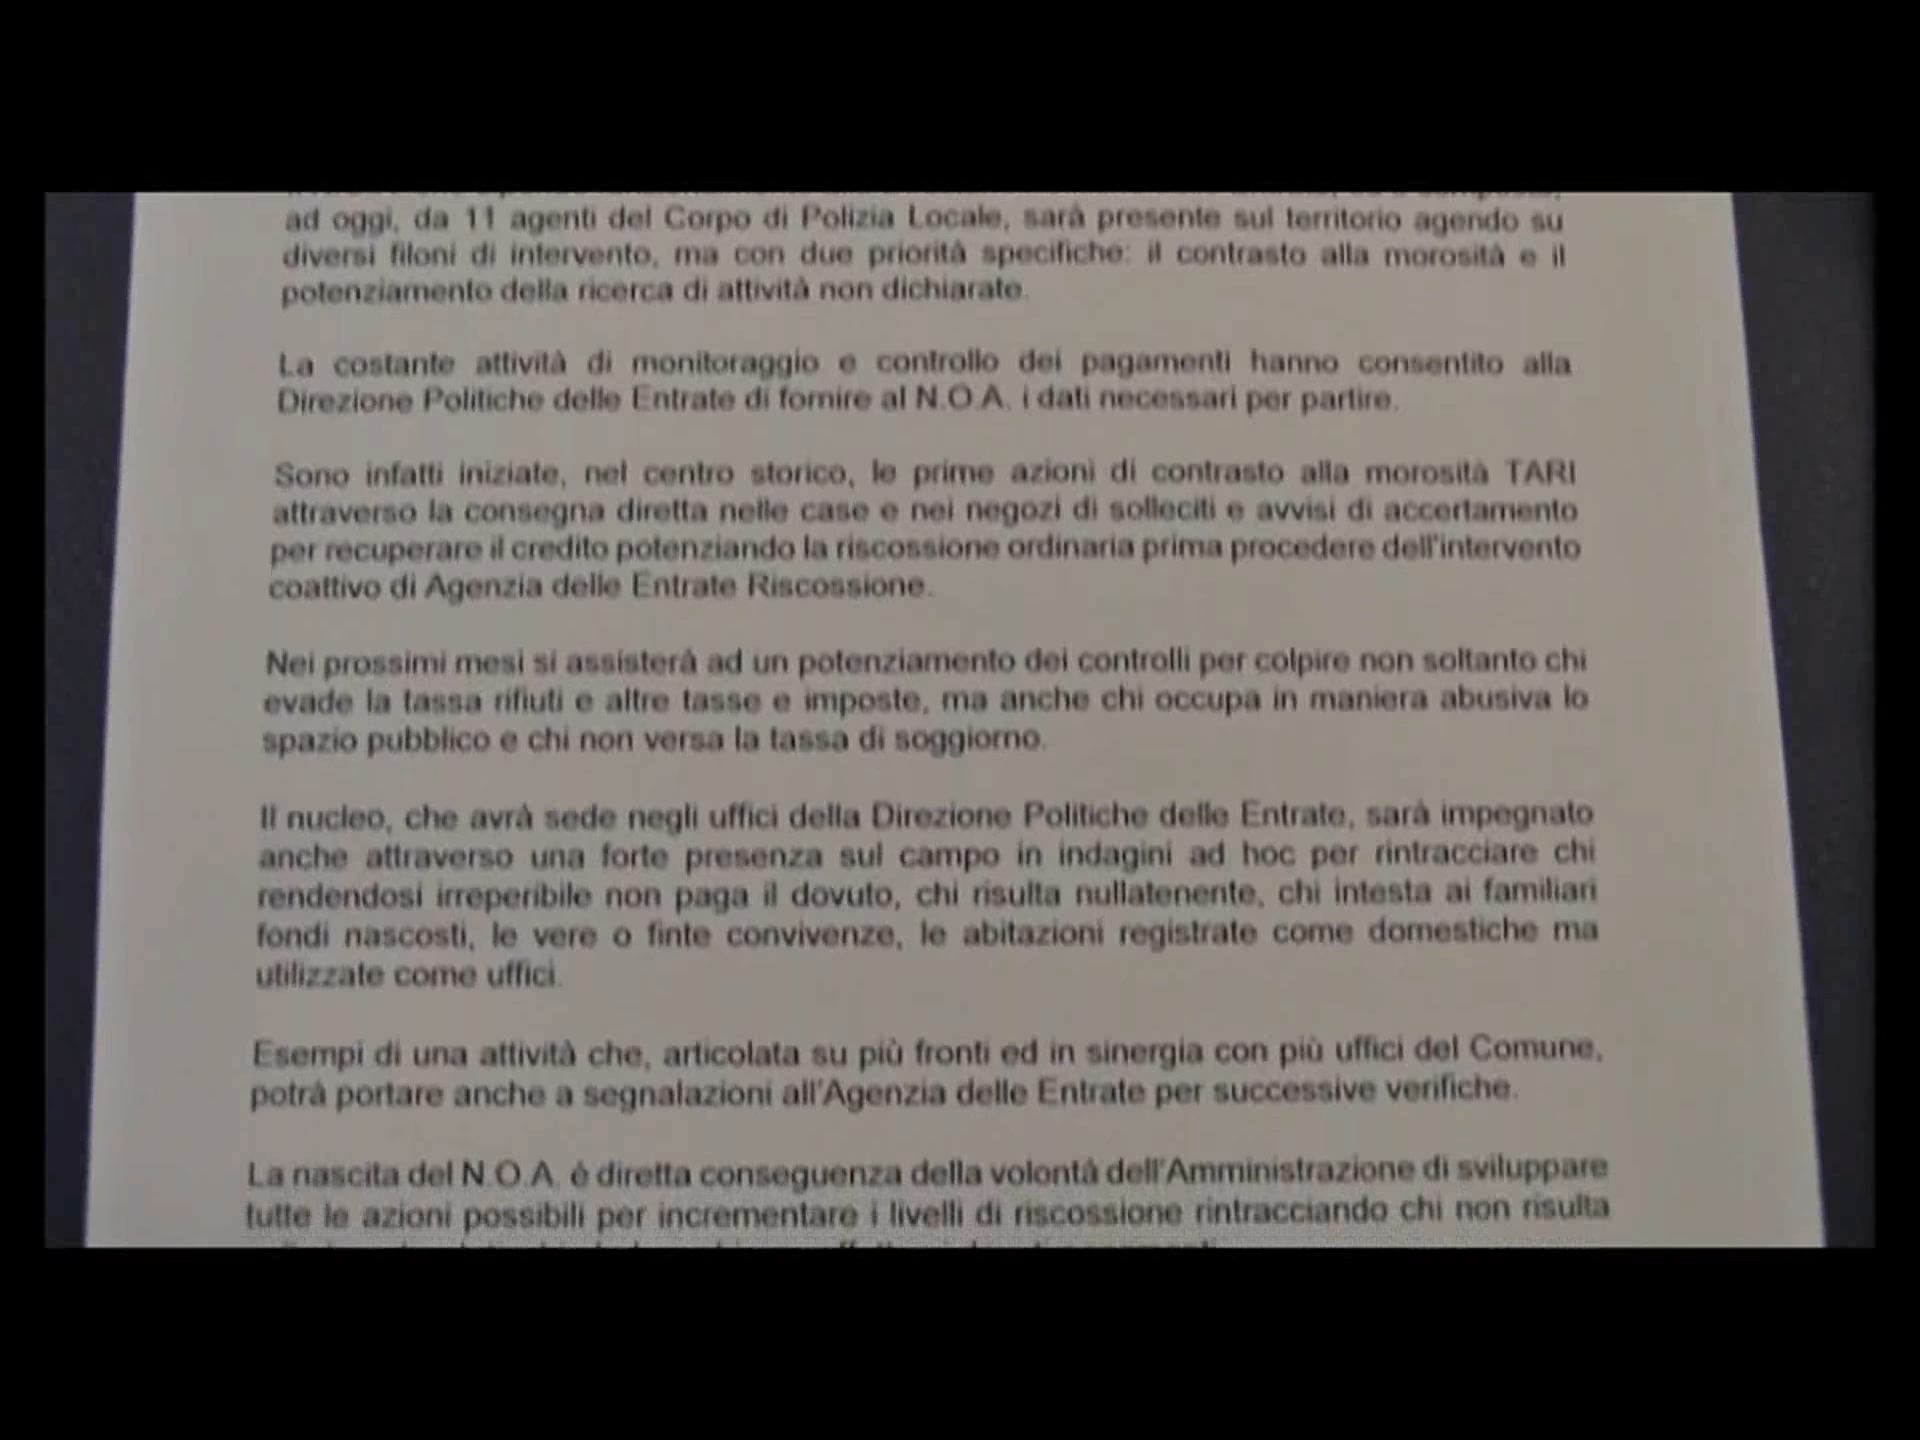 ad oggi, da 11 agenti del Corpo di Polizia Locale, sarà presente sul territorio agendo su
diversi filoni di intervento, ma con due priorità specifiche: il contrasto alla morosità e il
potenziamento della ricerca di attività non dichiarate.
La costante attività di monitoraggio e controllo dei pagamenti hanno consentito alla
Direzione Politiche delle Entrate di fornire al N.O.A. i dati necessari per partire.
Sono infatti iniziate, nel centro storico, le prime azioni di contrasto alla morosità TARI
attraverso la consegna diretta nelle case e nei negozi di solleciti e avvisi di accertamento
per recuperare il credito potenziando la riscossione ordinaria prima procedere dell'intervento
coattivo di Agenzia delle Entrate Riscossione.
Nei prossimi mesi si assisterà ad un potenziamento dei controlli per colpire non soltanto chi
evade la tassa rifiuti e altre tasse e imposte, ma anche chi occupa in maniera abusiva lo
spazio pubblico e chi non versa la tassa di soggiorno.
Il nucleo, che avrà sede negli uffici della Direzione Politiche delle Entrate, sarà impegnato
anche attraverso una forte presenza sul campo in indagini ad hoc per rintracciare chi
rendendosi irreperibile non paga il dovuto, chi risulta nullatenente, chi intesta ai familiari
fondi nascosti, le vere o finte convivenze, le abitazioni registrate come domestiche ma
utilizzate come uffici.
Esempi di una attività che, articolata su più fronti ed in sinergia con più uffici del Comune,
potrà portare anche a segnalazioni all'Agenzia delle Entrate per successive verifiche.
La nascita del N.O.A. è diretta conseguenza della volontà dell'Amministrazione di sviluppare
tutte le azioni possibili per incrementare i livelli di riscossione rintracciando chi non risulta